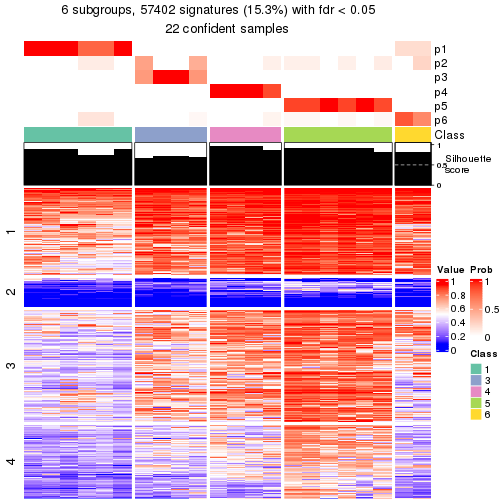 6 subgroups, 57402 signatures (15.3%) with fdr < 0.05
22 confident samples
p1
p2
p3
p4
p5
p6
Class
1
0.5
0
Silhouette
score
1
2
3
4
Value
1
0.8
0.6
0.4
0.2
0
Prob
1
0.5
0
Class
1
3
4
5
6